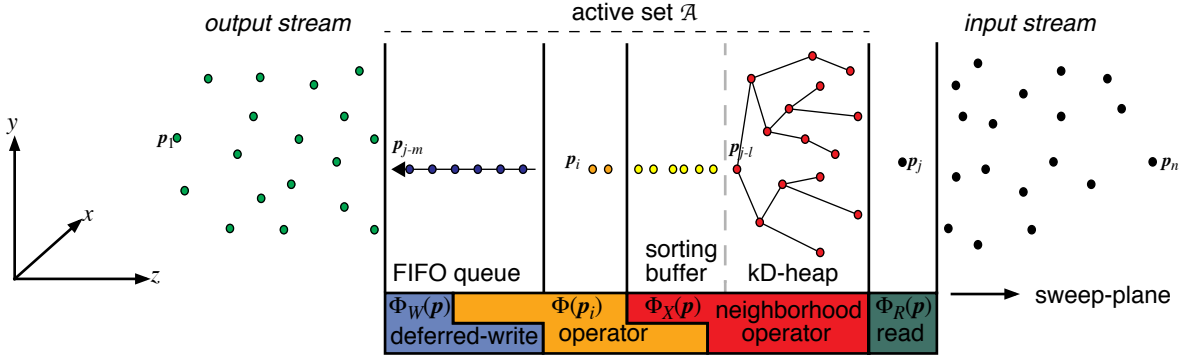 active set 𝒜
output stream
input stream
y
x
z
p1
pj-m
pi
pj-l
pj
pn
FIFO queue
sorting
buffer
kD-heap
sweep-plane
ΦW(p)
deferred-write
Φ(pi)
operator
ΦX(p)
neighborhood
operator
ΦR(p)
read